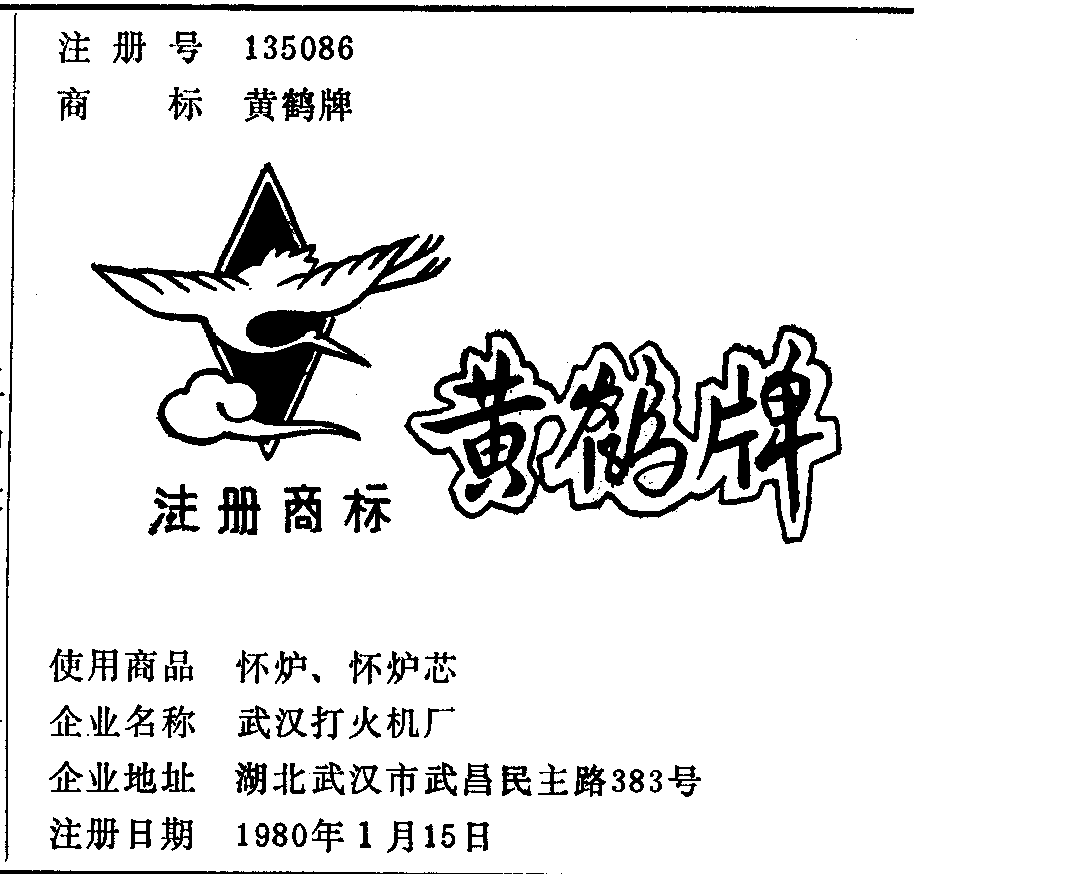 注册号 135086
商标 黄鹤牌
黄鹤牌
注册商标
使用商品 怀炉、怀炉芯
企业名称 武汉打火机厂
企业地址 湖北武汉市武昌民主路383号
注册日期 1980年1月15日